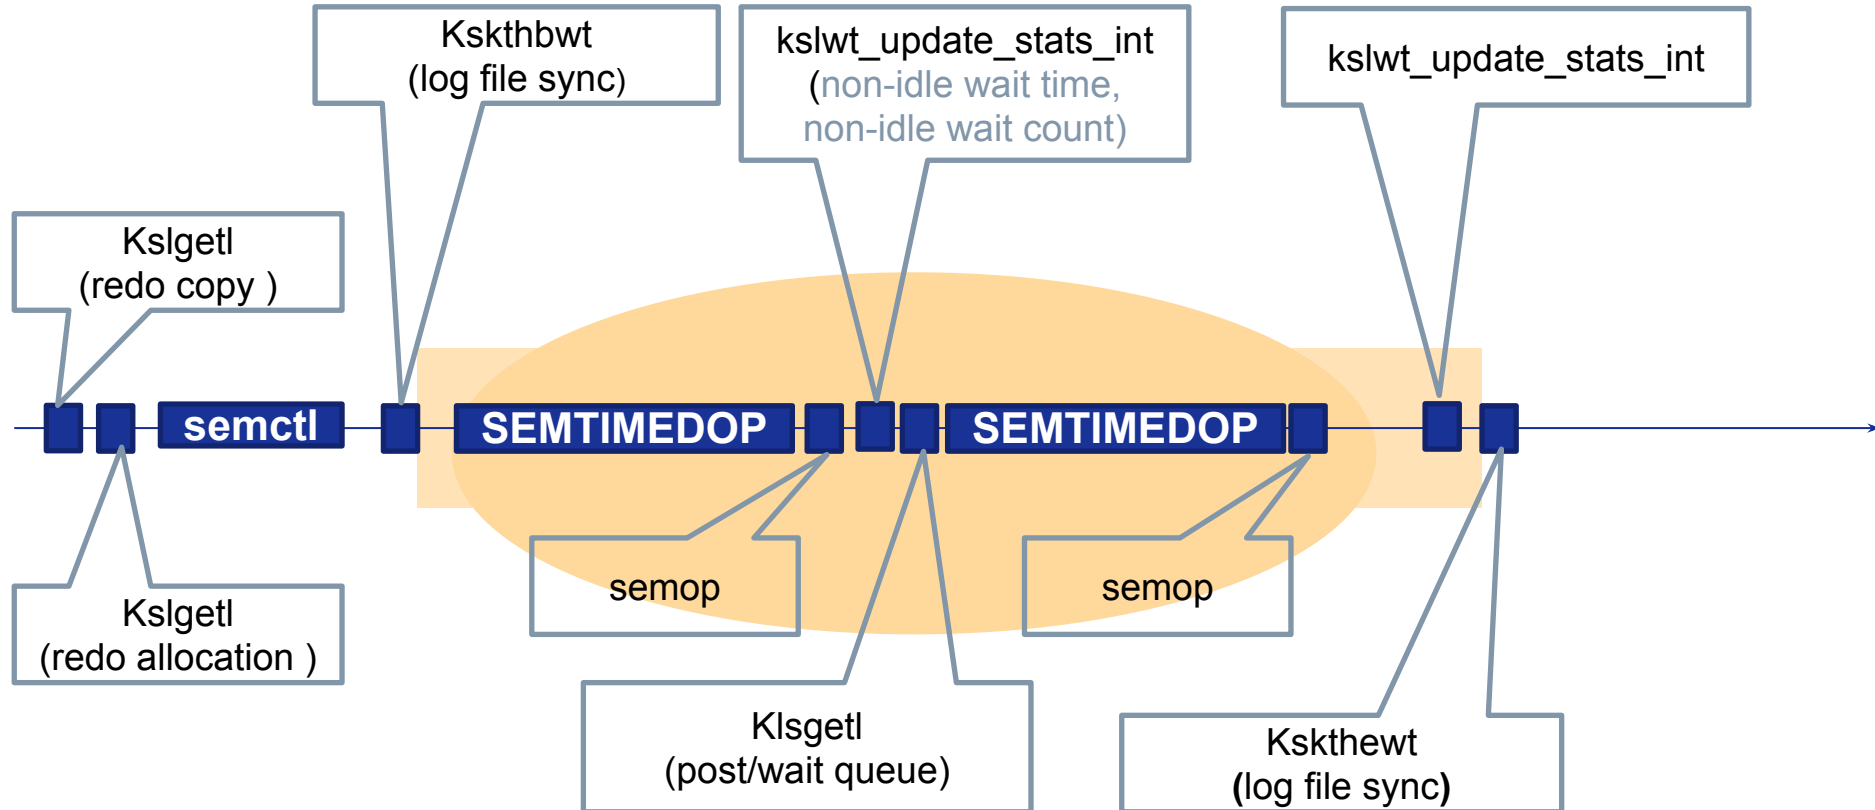 Kskthbwt
(log file sync)
kslwt_update_stats_int
(non-idle wait time,
non-idle wait count)
kslwt_update_stats_int
Kslgetl
(redo copy )
semctl
SEMTIMEDOP
SEMTIMEDOP
Kslgetl
(redo allocation )
semop
semop
Klsgetl
(post/wait queue)
Kskthewt
(log file sync)